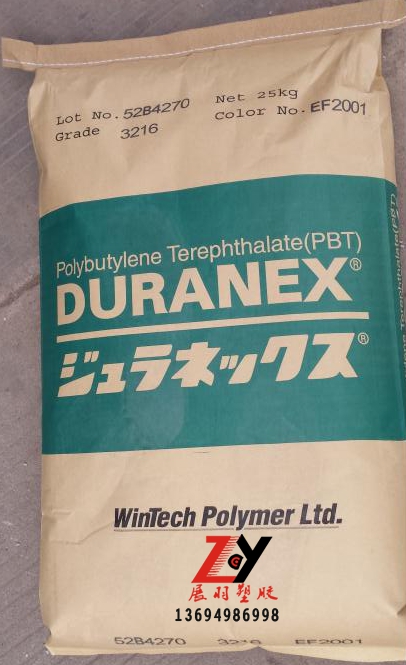 Lot No. 52B4270 Net 25kg
Grade 3216 Color No. EF2001
Polybutylene Terephthalate(PBT)
DURANEX®
ジュラネックス®
WinTech Polymer Ltd.
ZY
展羽塑胶
13694986998
52B4270 3216 EF2001